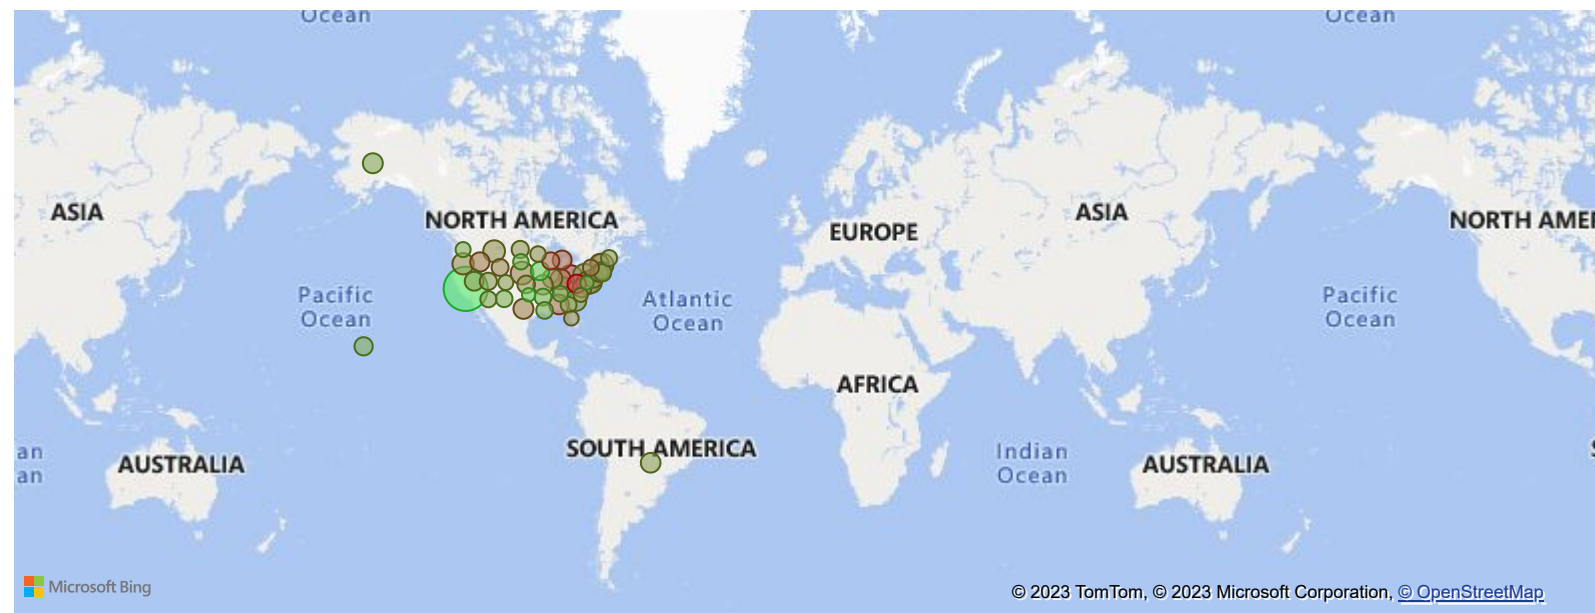 Ocean
Ocean
ASIA
NORTH AMERICA
EUROPE
ASIA
NORTH AMER
Pacific
Ocean
Atlantic
Ocean
Pacific
Ocean
AFRICA
SOUTH AMERICA
AUSTRALIA
an
an
Indian
Ocean
AUSTRALIA
S
Microsoft Bing
© 2023 TomTom, © 2023 Microsoft Corporation, © OpenStreetMap